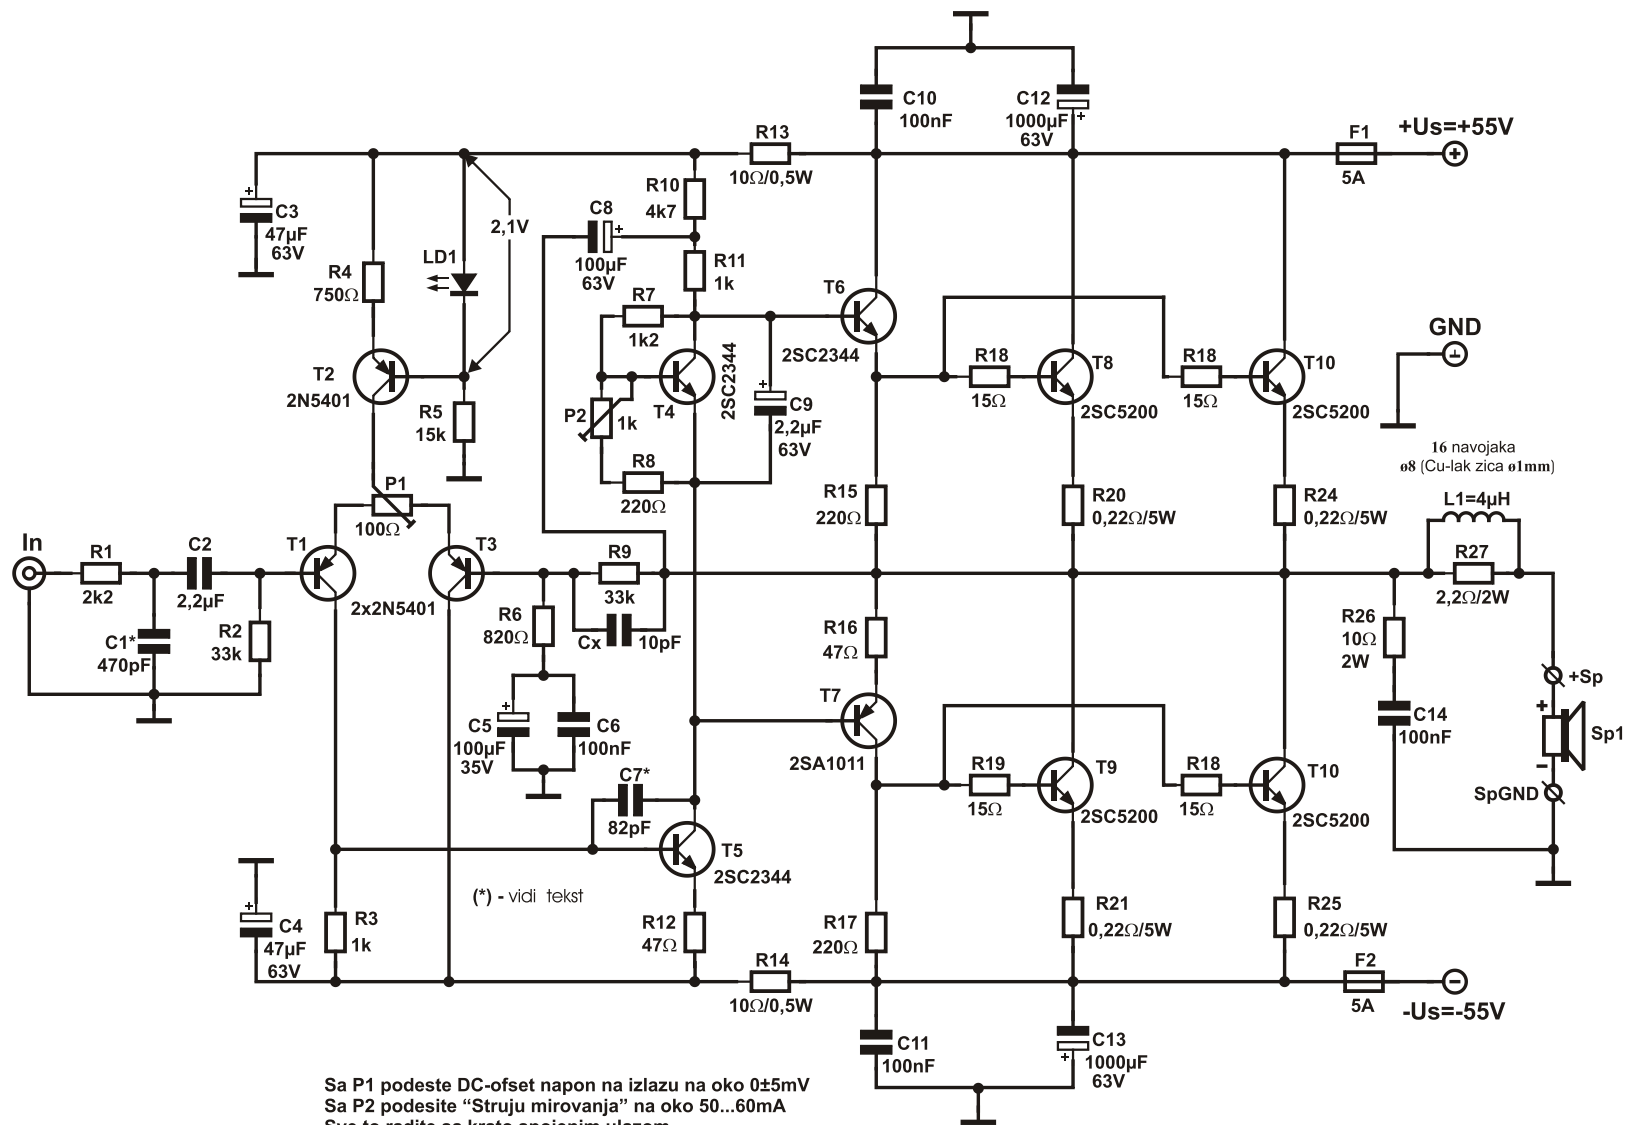 C10
100nF
C12
1000µF
63V
+
+Us=+55V
F1
5A
R13
10Ω/0,5W
+
C3
47µF
63V
R4
750Ω
LD1
2,1V
R10
4k7
C8
+
100µF
63V
R11
1k
R7
1k2
T6
2SC2344
GND
T2
2N5401
R5
15k
P2
1k
T4
2SC2344
+
C9
2,2µF
63V
R8
220Ω
R18
15Ω
T8
2SC5200
R18
15Ω
T10
2SC5200
16 navojaka
ø8 (Cu-lak zica ø1mm)
L1=4µH
P1
100Ω
R15
220Ω
R20
0,22Ω/5W
R24
0,22Ω/5W
In
R1
2k2
C2
2,2µF
T1
T3
2x2N5401
R9
33k
R27
2,2Ω/2W
C1*
470pF
R2
33k
R6
820Ω
Cx
10pF
R16
47Ω
R26
10Ω
2W
+Sp
+
C5
100µF
35V
C6
100nF
T7
2SA1011
C14
100nF
+
Sp1
−
SpGND
C7*
82pF
R19
15Ω
T9
2SC5200
R18
15Ω
T10
2SC5200
T5
2SC2344
(*) - vidi tekst
+
C4
47µF
63V
R3
1k
R12
47Ω
R17
220Ω
R21
0,22Ω/5W
R25
0,22Ω/5W
R14
10Ω/0,5W
F2
5A
-Us=-55V
C11
100nF
+
C13
1000µF
63V
Sa P1 podeste DC-ofset napon na izlazu na oko 0±5mV
Sa P2 podesite “Struju mirovanja” na oko 50...60mA